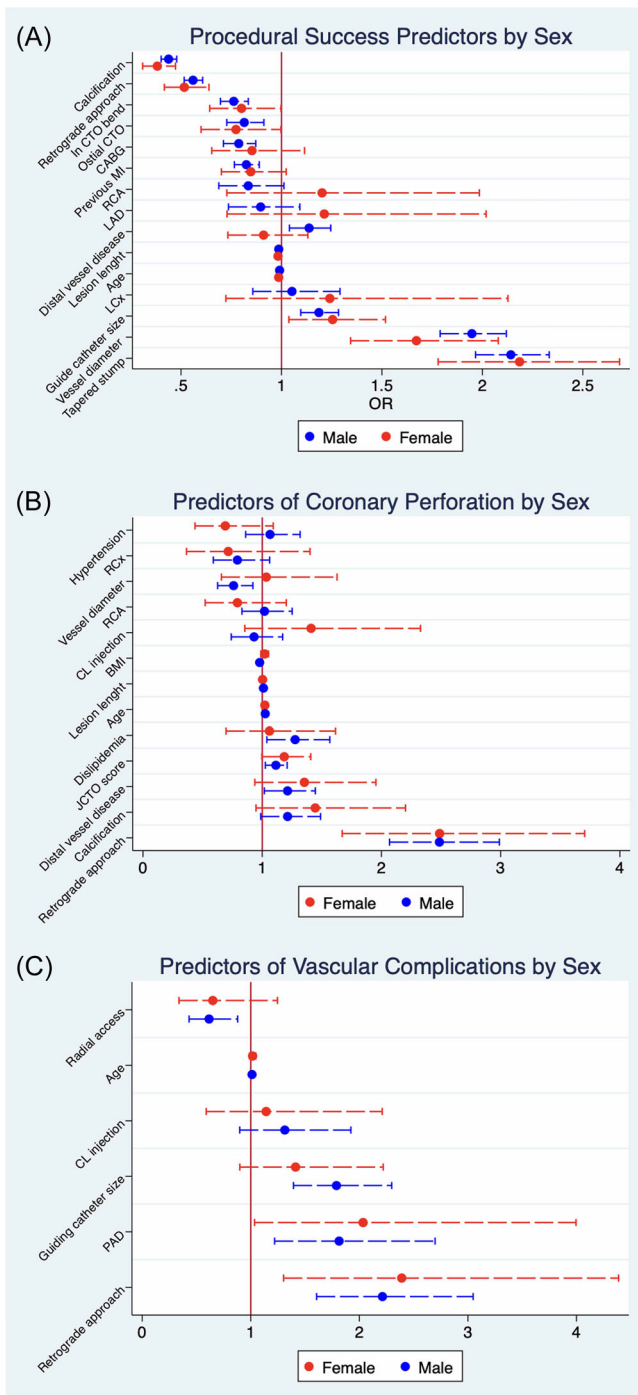 (A)
Procedural Success Predictors by Sex
Calcification
Retrograde approach
In CTO bend
Ostial CTO
CABG
Previous MI
RCA
LAD
Distal vessel disease
Lesion lenght
Age
LCx
Guide catheter size
Vessel diameter
Tapered stump
.5 1 1.5 2 2.5
OR
Male Female
(B)
Predictors of Coronary Perforation by Sex
Hypertension
RCx
Vessel diameter
RCA
CL injection
BMI
Lesion lenght
Age
Dislipidemia
JCTO score
Distal vessel disease
Calcification
Retrograde approach
0 1 2 3 4
Female Male
(C)
Predictors of Vascular Complications by Sex
Radial access
Age
CL injection
Guiding catheter size
PAD
Retrograde approach
0 1 2 3 4
Female Male